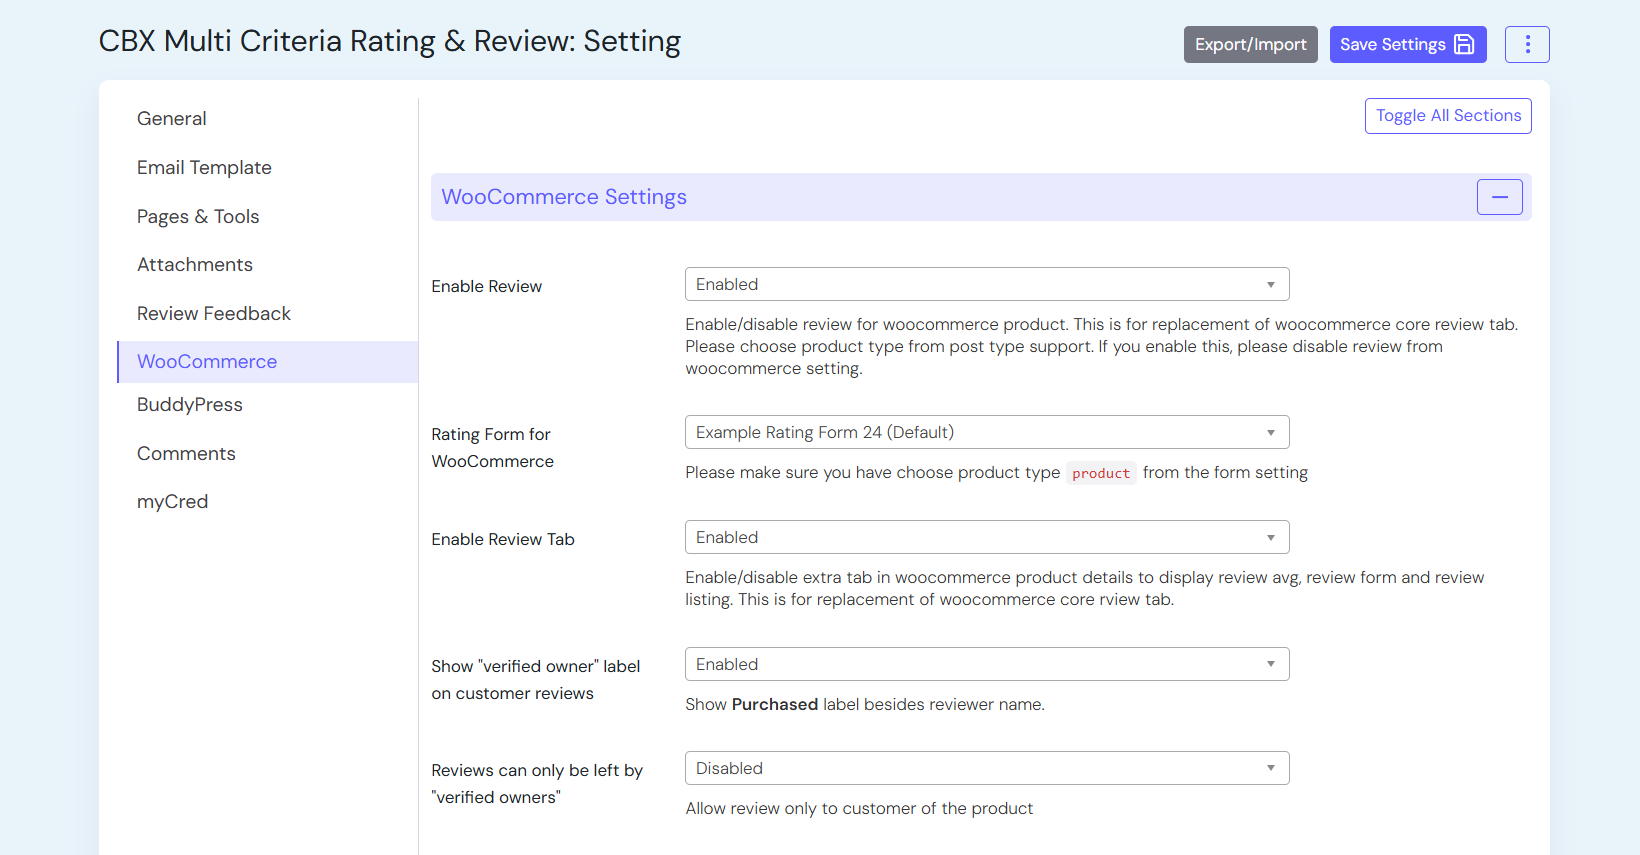 CBX Multi Criteria Rating & Review: Setting
Export/Import
Save Settings
Toggle All Sections
General
Email Template
Pages & Tools
Attachments
Review Feedback
WooCommerce
BuddyPress
Comments
myCred
WooCommerce Settings
Enable Review
Enabled
Enable/disable review for woocommerce product. This is for replacement of woocommerce core review tab.
Please choose product type from post type support. If you enable this, please disable review from
woocommerce setting.
Rating Form for
WooCommerce
Example Rating Form 24 (Default)
Please make sure you have choose product type product from the form setting
Enable Review Tab
Enabled
Enable/disable extra tab in woocommerce product details to display review avg, review form and review
listing. This is for replacement of woocommerce core rview tab.
Show "verified owner" label
on customer reviews
Enabled
Show Purchased label besides reviewer name.
Reviews can only be left by
"verified owners"
Disabled
Allow review only to customer of the product